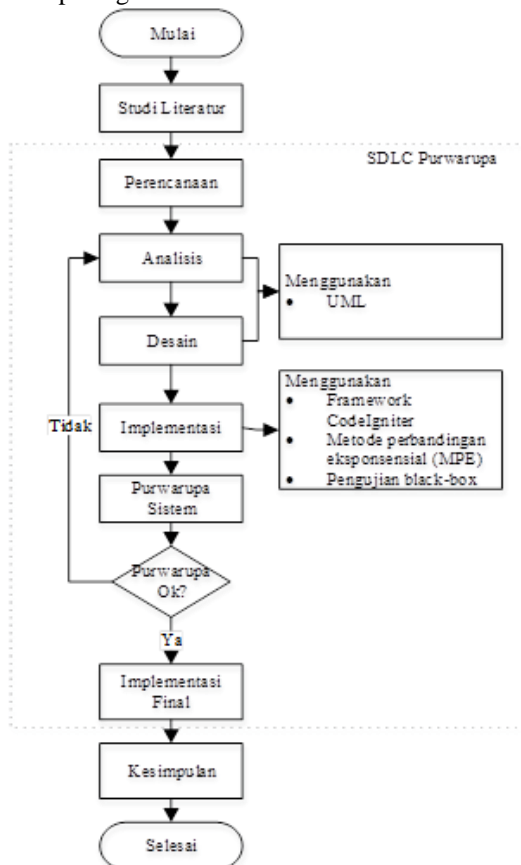 Mulai
Studi Literatur
SDLC Purwarupa
Perencanaan
Analisis
Menggunakan
• UML
Desain
Menggunakan
• Framework
CodeIgniter
• Metode perbandingan
eksponsensial (MPE)
• Pengujian black-box
Tidak
Implementasi
Purwarupa
Sistem
Purwarupa
Ok?
Ya
Implementasi
Final
Kesimpulan
Selesai